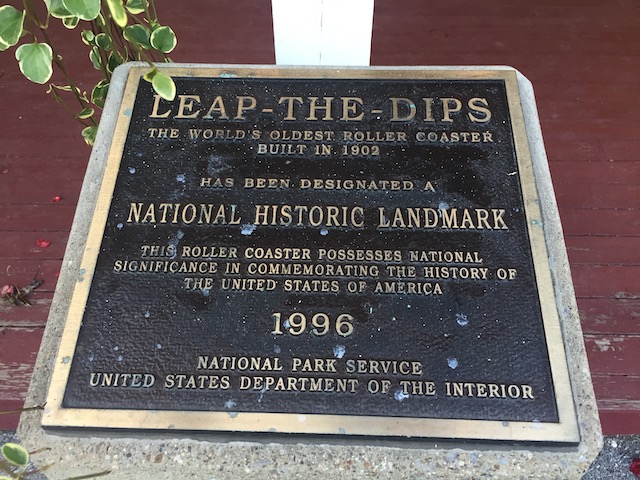 LEAP-THE-DIPS
THE WORLD'S OLDEST ROLLER COASTER
BUILT IN 1902
HAS BEEN DESIGNATED A
NATIONAL HISTORIC LANDMARK
THIS ROLLER COASTER POSSESSES NATIONAL
SIGNIFICANCE IN COMMEMORATING THE HISTORY OF
THE UNITED STATES OF AMERICA
1996
NATIONAL PARK SERVICE
UNITED STATES DEPARTMENT OF THE INTERIOR